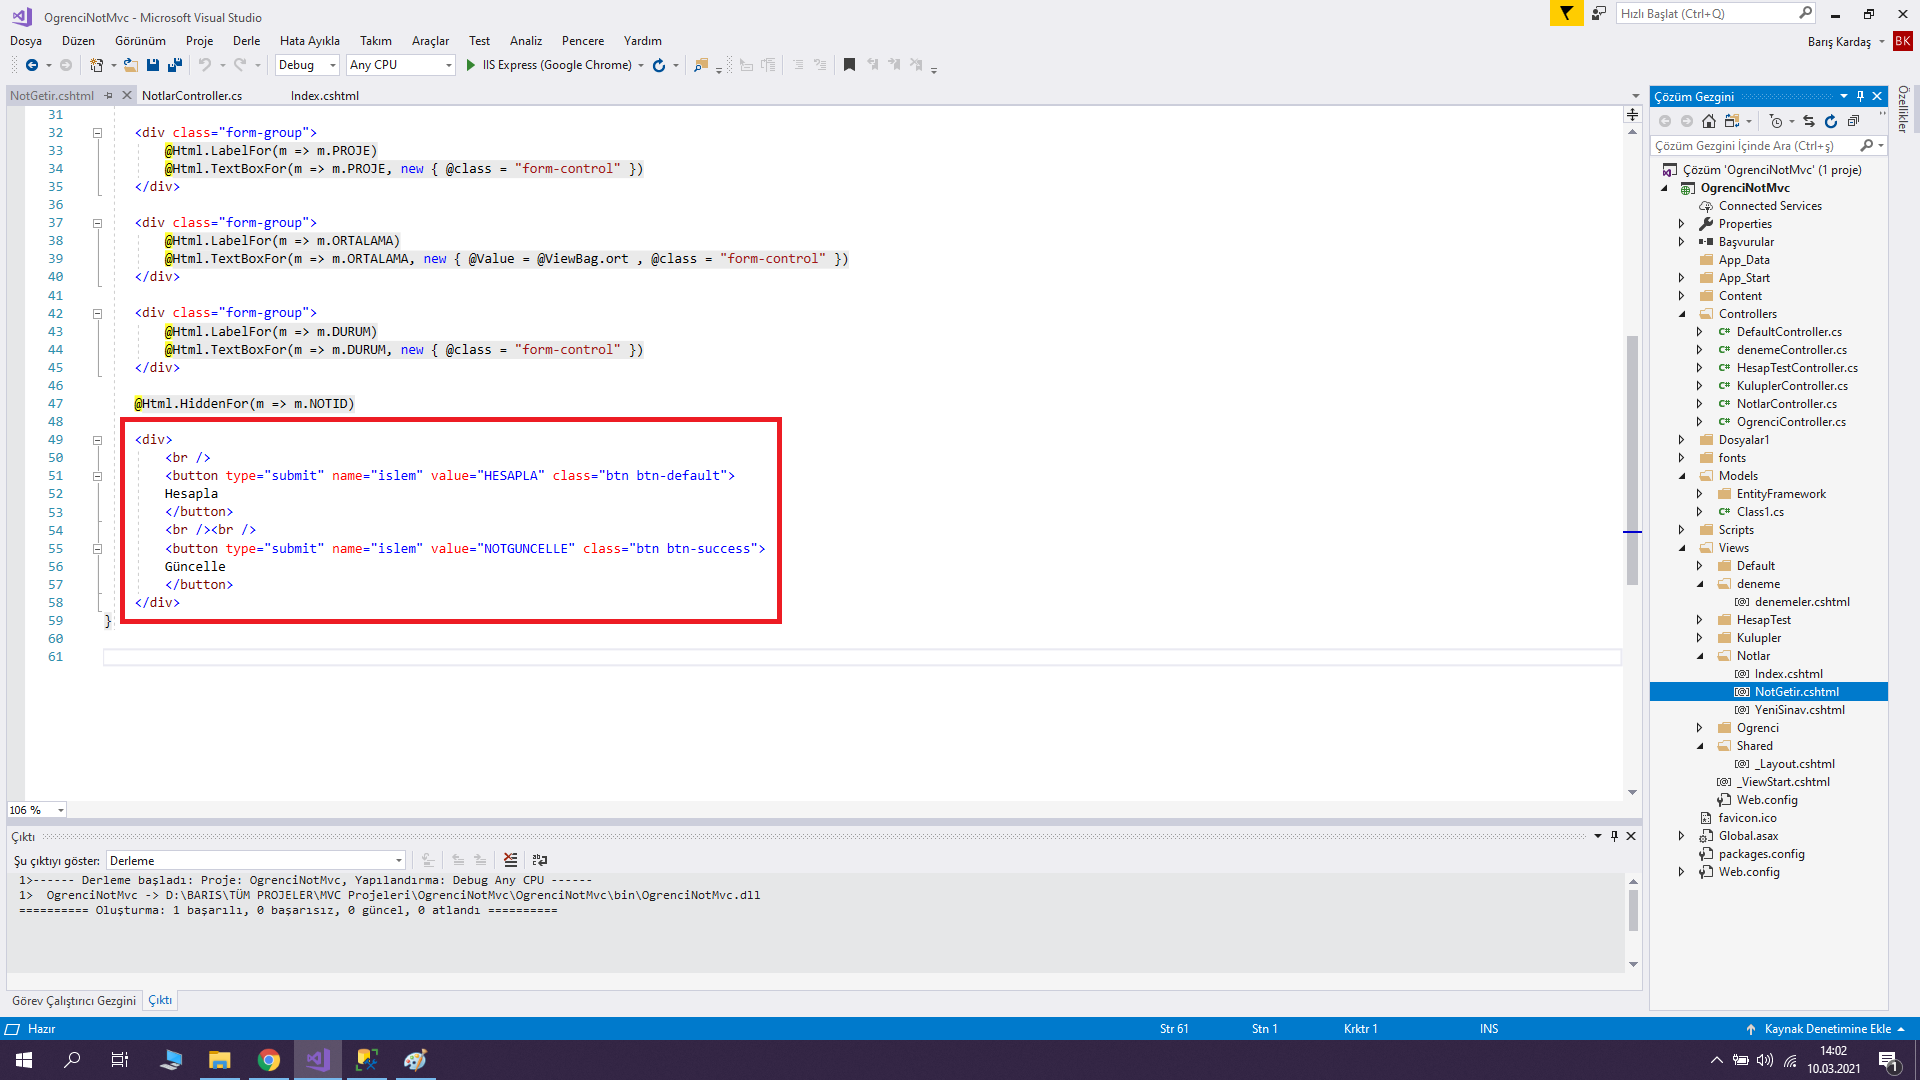 OgrenciNotMvc - Microsoft Visual Studio
Hızlı Başlat (Ctrl+Q)
Dosya Düzen Görünüm Proje Derle Hata Ayıkla Takım Araçlar Test Analiz Pencere Yardım
Barış Kardaş BK
Debug Any CPU IIS Express (Google Chrome)
NotGetir.cshtml NotlarController.cs Index.cshtml
31
32 <div class="form-group">
33 @Html.LabelFor(m => m.PROJE)
34 @Html.TextBoxFor(m => m.PROJE, new { @class = "form-control" })
35 </div>
36
37 <div class="form-group">
38 @Html.LabelFor(m => m.ORTALAMA)
39 @Html.TextBoxFor(m => m.ORTALAMA, new { @Value = @ViewBag.ort , @class = "form-control" })
40 </div>
41
42 <div class="form-group">
43 @Html.LabelFor(m => m.DURUM)
44 @Html.TextBoxFor(m => m.DURUM, new { @class = "form-control" })
45 </div>
46
47 @Html.HiddenFor(m => m.NOTID)
48
49 <div>
50 <br />
51 <button type="submit" name="islem" value="HESAPLA" class="btn btn-default">
52 Hesapla
53 </button>
54 <br /><br />
55 <button type="submit" name="islem" value="NOTGUNCELLE" class="btn btn-success">
56 Güncelle
57 </button>
58 </div>
59 }
60
61
106 %
Çıktı
Şu çıktıyı göster: Derleme
1>------ Derleme başladı: Proje: OgrenciNotMvc, Yapılandırma: Debug Any CPU ------
1>  OgrenciNotMvc -> D:\BARIS\TÜM PROJELER\MVC Projeleri\OgrenciNotMvc\OgrenciNotMvc\bin\OgrenciNotMvc.dll
========== Oluşturma: 1 başarılı, 0 başarısız, 0 güncel, 0 atlandı ==========
Görev Çalıştırıcı Gezgini Çıktı
Çözüm Gezgini
Çözüm Gezgini İçinde Ara (Ctrl+ş)
Çözüm 'OgrenciNotMvc' (1 proje)
OgrenciNotMvc
Connected Services
Properties
Başvurular
App_Data
App_Start
Content
Controllers
C# DefaultController.cs
C# denemeController.cs
C# HesapTestController.cs
C# KuluplerController.cs
C# NotlarController.cs
C# OgrenciController.cs
Dosyalar1
fonts
Models
EntityFramework
C# Class1.cs
Scripts
Views
Default
deneme
[@] denemeler.cshtml
HesapTest
Kulupler
Notlar
[@] Index.cshtml
[@] NotGetir.cshtml
[@] YeniSinav.cshtml
Ogrenci
Shared
[@] _Layout.cshtml
[@] _ViewStart.cshtml
Web.config
favicon.ico
Global.asax
packages.config
Web.config
Özellikler
Hazır Str 61 Stn 1 Krktr 1 INS Kaynak Denetimine Ekle
14:02
10.03.2021
1